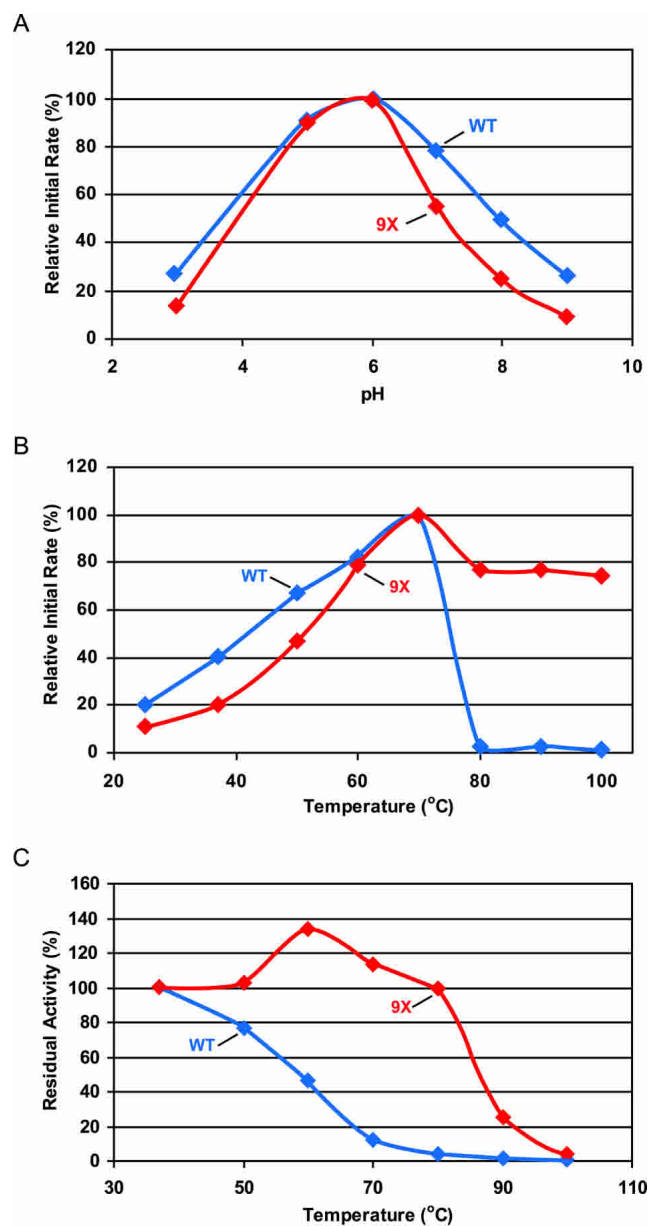 A
Relative Initial Rate (%)
120
100
80
60
40
20
0
WT
9X
2
4
6
8
10
pH
B
Relative Initial Rate (%)
120
100
80
60
40
20
0
WT
9X
20
40
60
80
100
Temperature (°C)
C
Residual Activity (%)
160
140
120
100
80
60
40
20
0
WT
9X
30
50
70
90
110
Temperature (°C)